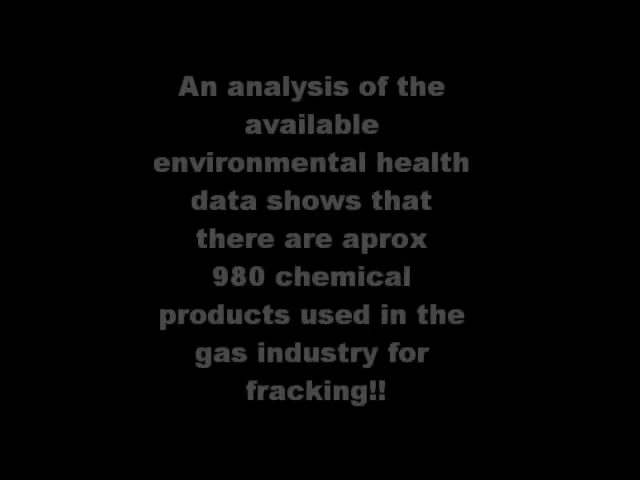 An analysis of the
available
environmental health
data shows that
there are aprox
980 chemical
products used in the
gas industry for
fracking!!